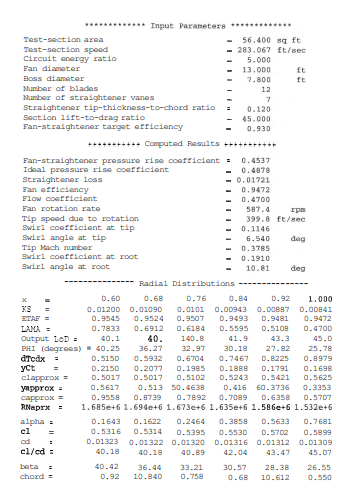 ************* Input Parameters *************
Test-section area - 56.400 sq ft
Test-section speed - 283.067 ft/sec
Circuit energy ratio - 5.000
Fan diameter - 13.000 ft
Boss diameter - 7.800 ft
Number of blades - 12
Number of straightener vanes - 7
Straightener tip-thickness-to-chord ratio = 0.120
Section lift-to-drag ratio - 45.000
Fan-straightener target efficiency - 0.930
+++++++++++ Computed Results +++++++++++
Fan-straightener pressure rise coefficient = 0.4537
Ideal pressure rise coefficient - 0.4878
Straightener loss - 0.01721
Fan efficiency - 0.9472
Flow coefficient - 0.4700
Fan rotation rate - 587.4 rpm
Tip speed due to rotation - 399.8 ft/sec
Swirl coefficient at tip - 0.1146
Swirl angle at tip - 6.540 deg
Tip Mach number - 0.3785
Swirl coefficient at root - 0.1910
Swirl angle at root - 10.81 deg
--------------- Radial Distributions ---------------
x = 0.60 0.68 0.76 0.84 0.92 1.000
KS = 0.01200 0.01090 0.0101 0.00943 0.00887 0.00841
ETAF = 0.9545 0.9524 0.9507 0.9493 0.9481 0.9472
LAMA = 0.7833 0.6912 0.6184 0.5595 0.5108 0.4700
Output LoD = 40.1 40. 140.8 41.9 43.3 45.0
PHI (degrees) = 40.25 36.27 32.97 30.18 27.82 25.78
dTcdx = 0.5150 0.5932 0.6704 0.7467 0.8225 0.8979
yCt = 0.2150 0.2077 0.1985 0.1888 0.1791 0.1698
clapprox = 0.5017 0.5017 0.5102 0.5243 0.5421 0.5625
yapprox = 0.5617 0.513 50.4638 0.416 60.3736 0.3353
capprox = 0.9558 0.8739 0.7892 0.7089 0.6358 0.5707
RNaprx = 1.685e+6 1.694e+6 1.673e+6 1.635e+6 1.586e+6 1.532e+6
alpha = 0.1643 0.1622 0.2464 0.3858 0.5633 0.7681
cl = 0.5316 0.5314 0.5395 0.5530 0.5702 0.5899
cd = 0.01323 0.01322 0.01320 0.01316 0.01312 0.01309
cl/cd = 40.18 40.18 40.89 42.04 43.47 45.07
beta = 40.42 36.44 33.21 30.57 28.38 26.55
chord = 0.92 10.840 0.758 0.68 10.612 0.550